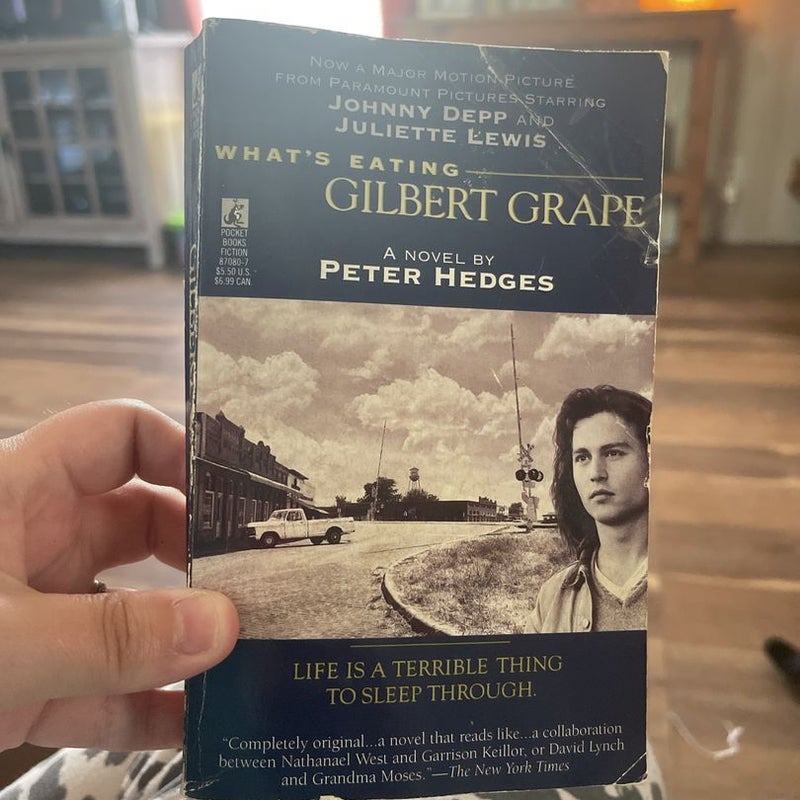 Now a Major Motion Picture
from Paramount Pictures Starring
Johnny Depp and
Juliette Lewis
WHAT'S EATING
GILBERT GRAPE
A NOVEL BY
PETER HEDGES
POCKET
BOOKS
FICTION
87080-7
$5.50 U.S.
$6.99 CAN.
LIFE IS A TERRIBLE THING
TO SLEEP THROUGH.
"Completely original...a novel that reads like...a collaboration
between Nathanael West and Garrison Keillor, or David Lynch
and Grandma Moses."—The New York Times